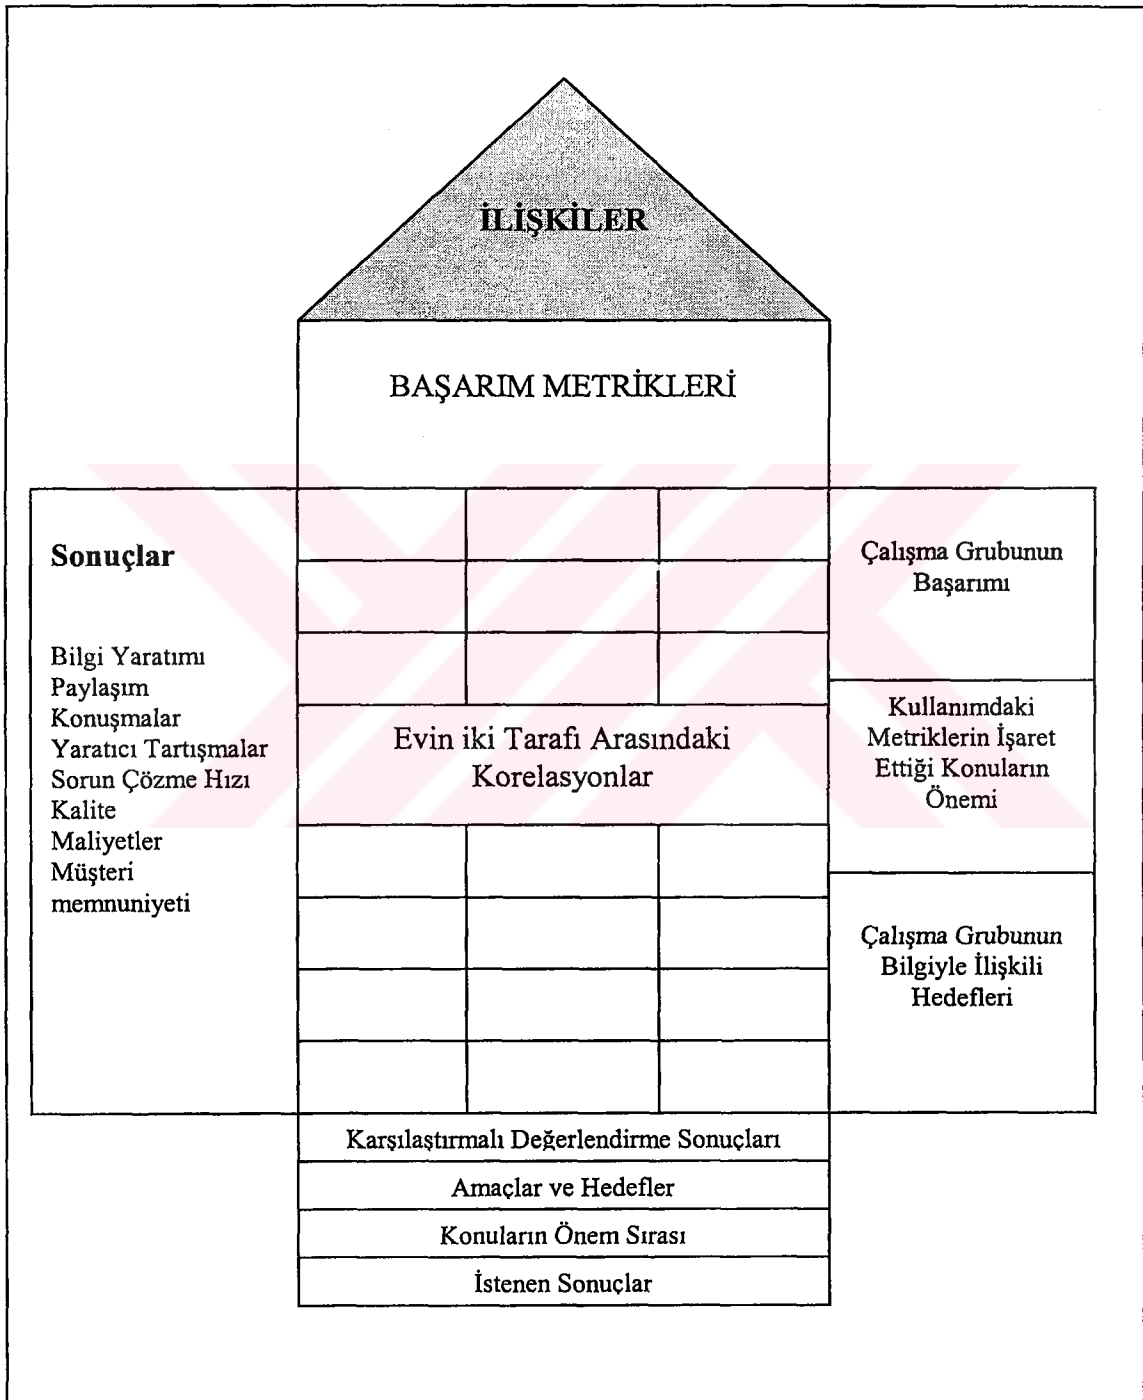 İLİŞKİLER
BAŞARIM METRİKLERİ
Sonuçlar
Bilgi Yaratımı
Paylaşım
Konuşmalar
Yaratıcı Tartışmalar
Sorun Çözme Hızı
Kalite
Maliyetler
Müşteri
memnuniyeti
Evin iki Tarafı Arasındaki
Korelasyonlar
Çalışma Grubunun
Başarımı
Kullanımdaki
Metriklerin İşaret
Ettiği Konuların
Önemi
Çalışma Grubunun
Bilgiyle İlişkili
Hedefleri
Karşılaştırmalı Değerlendirme Sonuçları
Amaçlar ve Hedefler
Konuların Önem Sırası
İstenen Sonuçlar